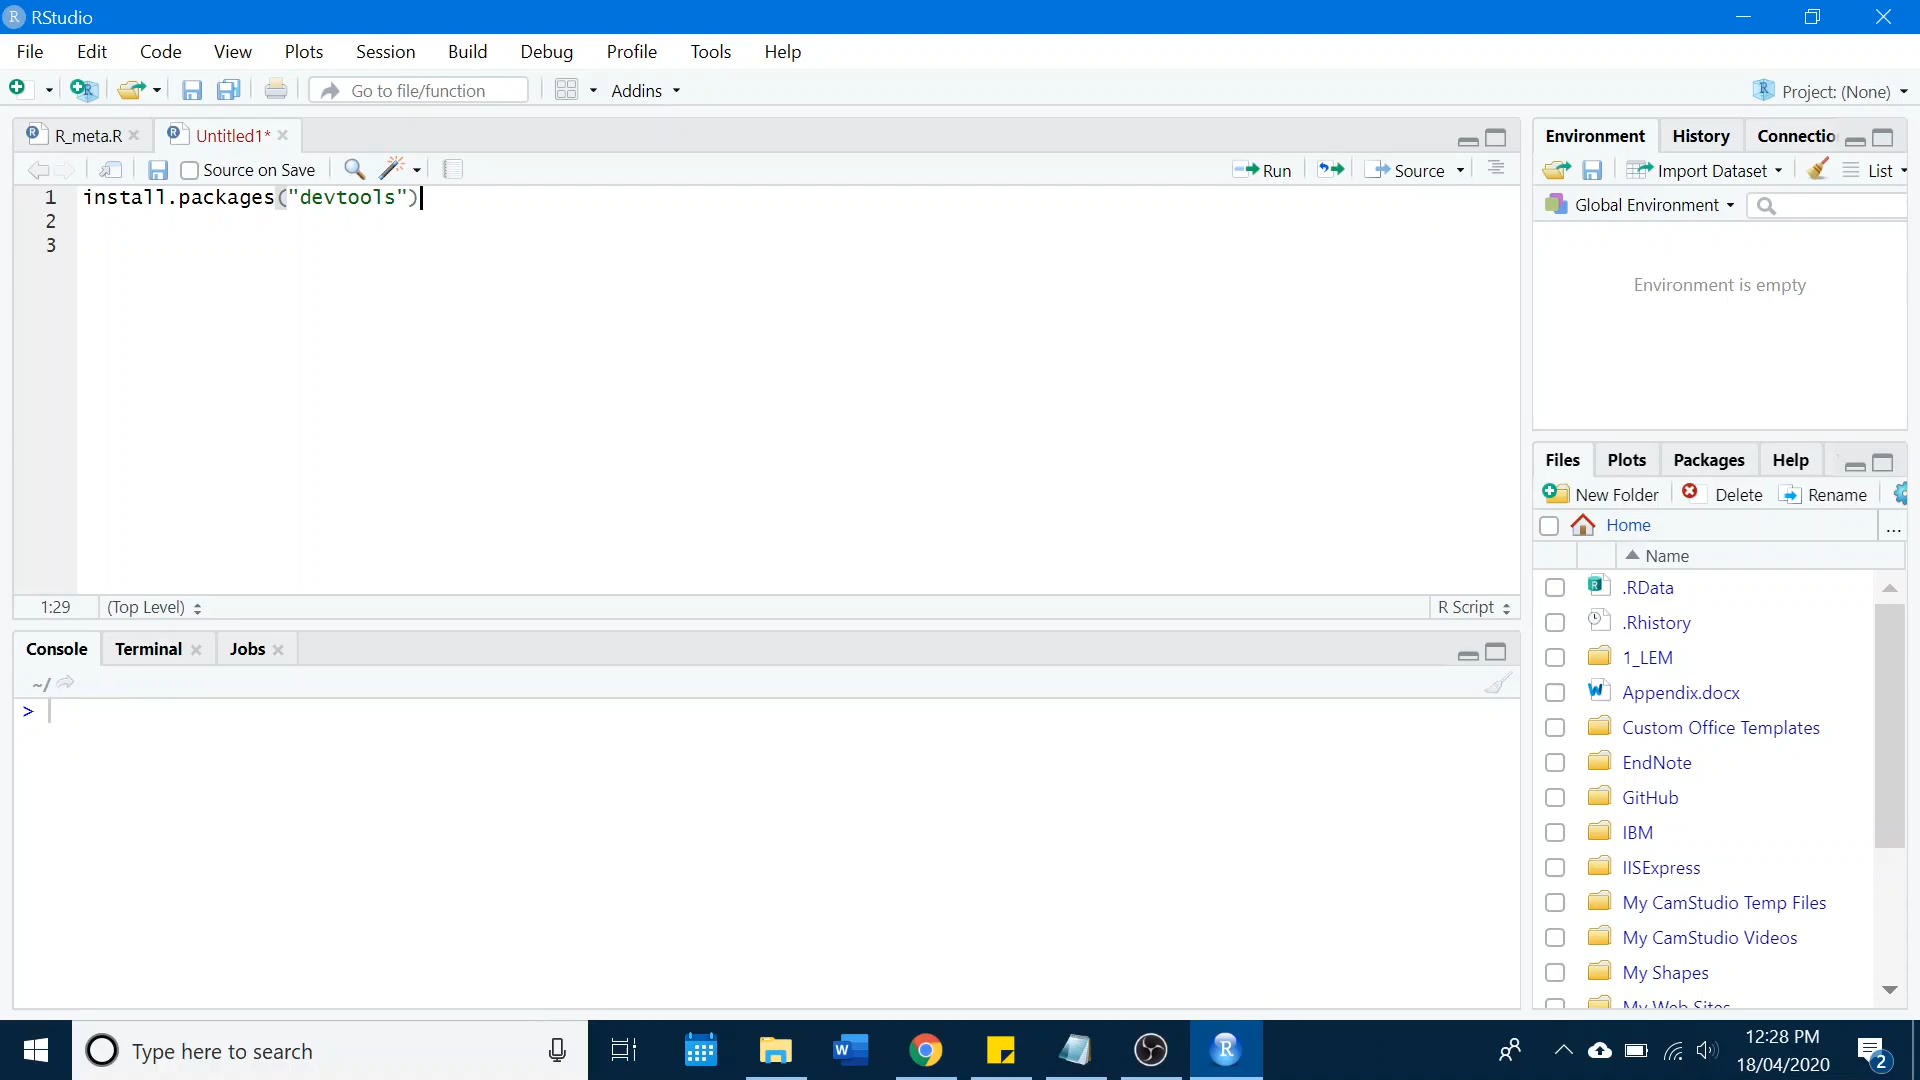 RStudio
File Edit Code View Plots Session Build Debug Profile Tools Help
Go to file/function Addins Project: (None)
R_meta.R Untitled1*
Source on Save Run Source
1 install.packages("devtools")
2
3
1:29 (Top Level) R Script
Console Terminal Jobs
~/
>
Environment History Connectio
Import Dataset List
Global Environment
Environment is empty
Files Plots Packages Help
New Folder Delete Rename
Home ...
Name
.RData
.Rhistory
1_LEM
Appendix.docx
Custom Office Templates
EndNote
GitHub
IBM
IISExpress
My CamStudio Temp Files
My CamStudio Videos
My Shapes
My Web Sites
Type here to search
12:28 PM
18/04/2020
2